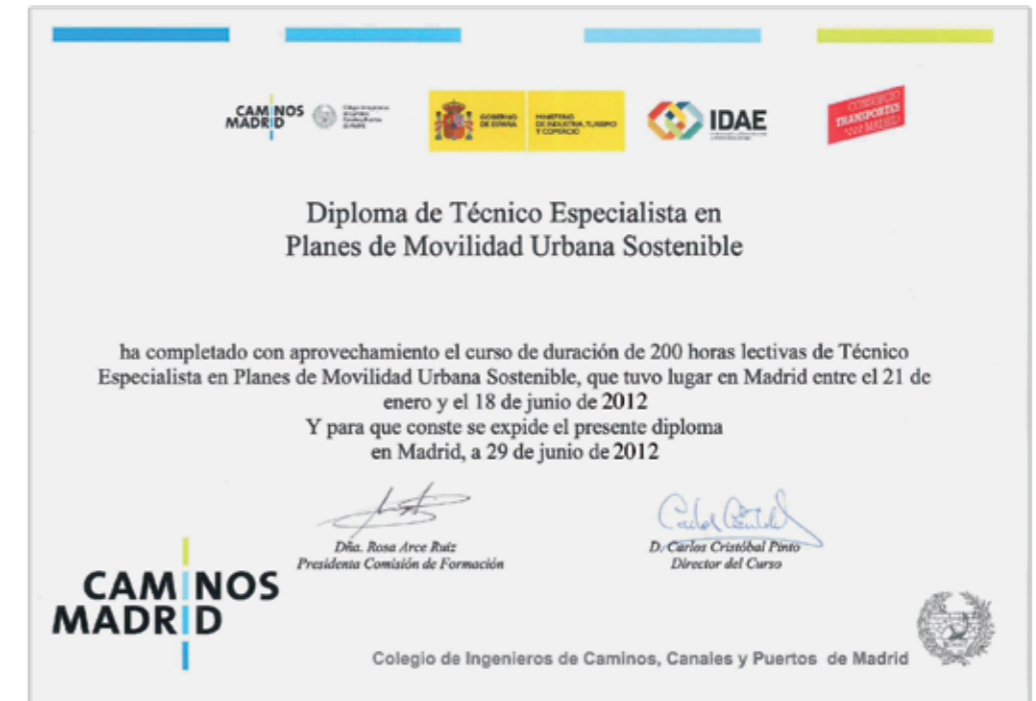 CAMINOS
MADRID
GOBIERNO
DE ESPAÑA
MINISTERIO
DE INDUSTRIA, TURISMO
Y COMERCIO
IDAE
CONSORCIO
TRANSPORTES
MADRID
Diploma de Técnico Especialista en
Planes de Movilidad Urbana Sostenible
ha completado con aprovechamiento el curso de duración de 200 horas lectivas de Técnico
Especialista en Planes de Movilidad Urbana Sostenible, que tuvo lugar en Madrid entre el 21 de
enero y el 18 de junio de 2012
Y para que conste se expide el presente diploma
en Madrid, a 29 de junio de 2012
Dña. Rosa Arce Ruiz
Presidenta Comisión de Formación
D. Carlos Cristóbal Pinto
Director del Curso
CAMINOS
MADRID
Colegio de Ingenieros de Caminos, Canales y Puertos de Madrid